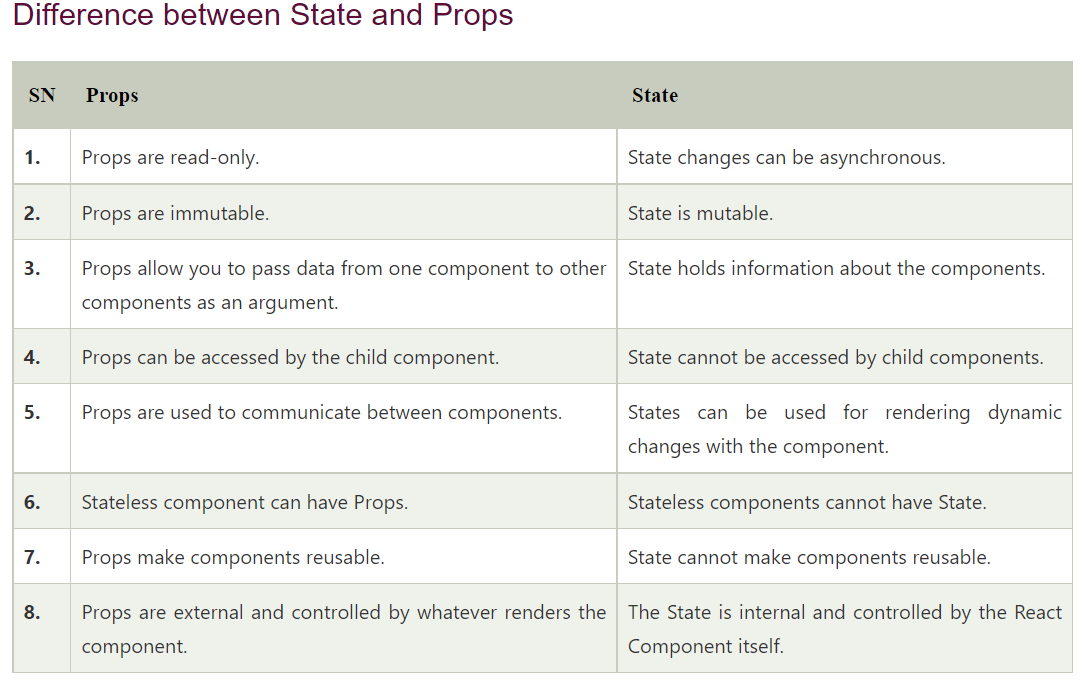 Difference between State and Props
SN Props State
1. Props are read-only. State changes can be asynchronous.
2. Props are immutable. State is mutable.
3. Props allow you to pass data from one component to other State holds information about the components.
components as an argument.
4. Props can be accessed by the child component. State cannot be accessed by child components.
5. Props are used to communicate between components. States can be used for rendering dynamic
changes with the component.
6. Stateless component can have Props. Stateless components cannot have State.
7. Props make components reusable. State cannot make components reusable.
8. Props are external and controlled by whatever renders the The State is internal and controlled by the React
component. Component itself.